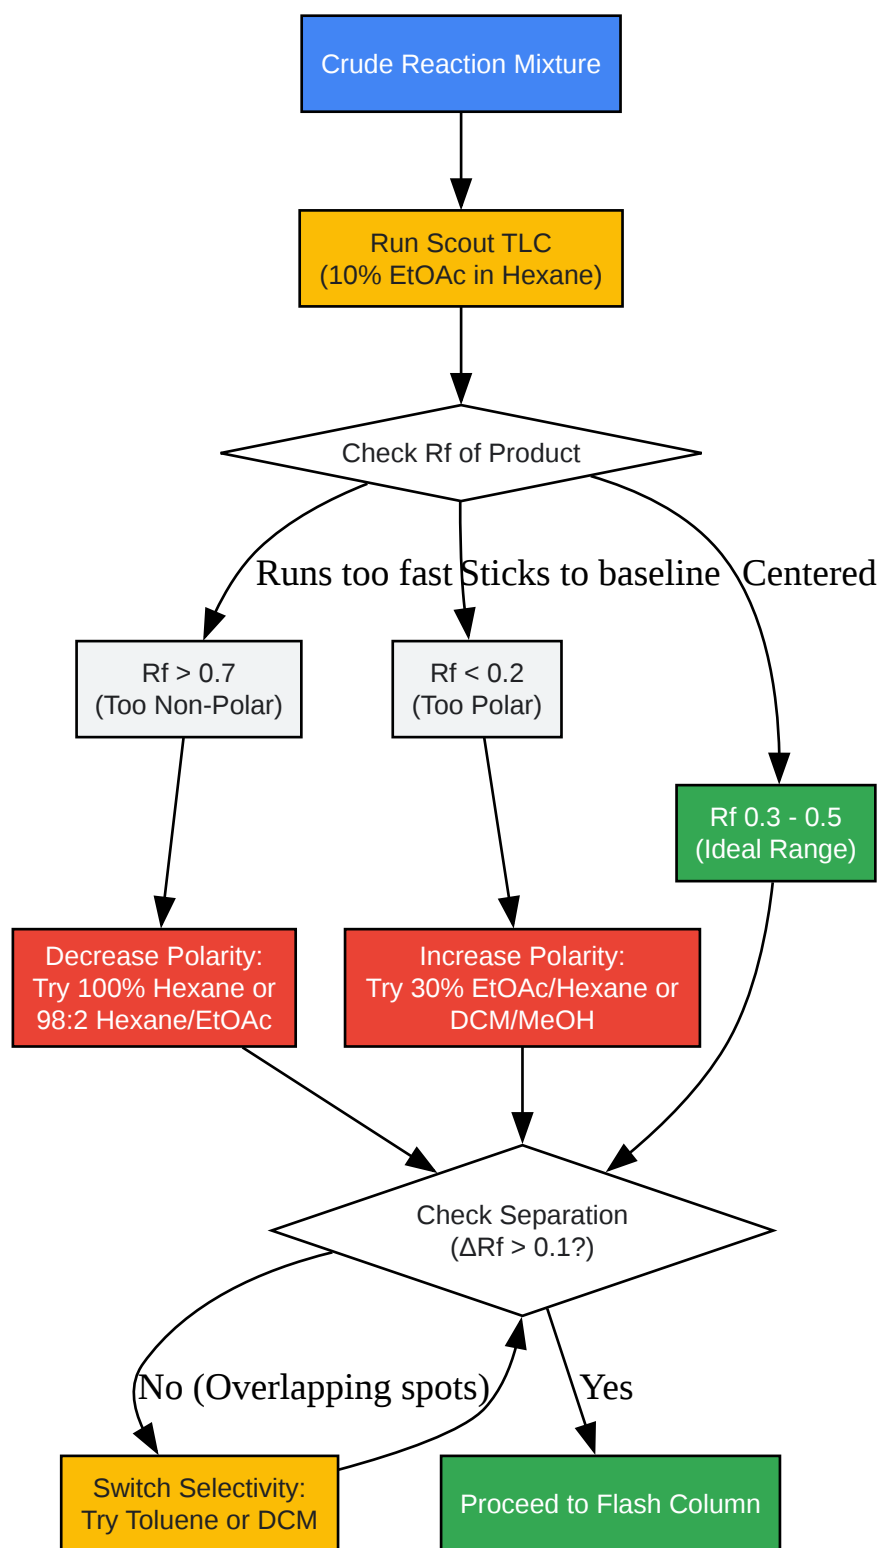 Crude Reaction Mixture
Run Scout TLC
(10% EtOAc in Hexane)
Check Rf of Product
Runs too fast
Sticks to baseline
Centered
Rf > 0.7
(Too Non-Polar)
Rf < 0.2
(Too Polar)
Rf 0.3 - 0.5
(Ideal Range)
Decrease Polarity:
Try 100% Hexane or
98:2 Hexane/EtOAc
Increase Polarity:
Try 30% EtOAc/Hexane or
DCM/MeOH
Check Separation
(ΔRf > 0.1?)
No (Overlapping spots)
Yes
Switch Selectivity:
Try Toluene or DCM
Proceed to Flash Column